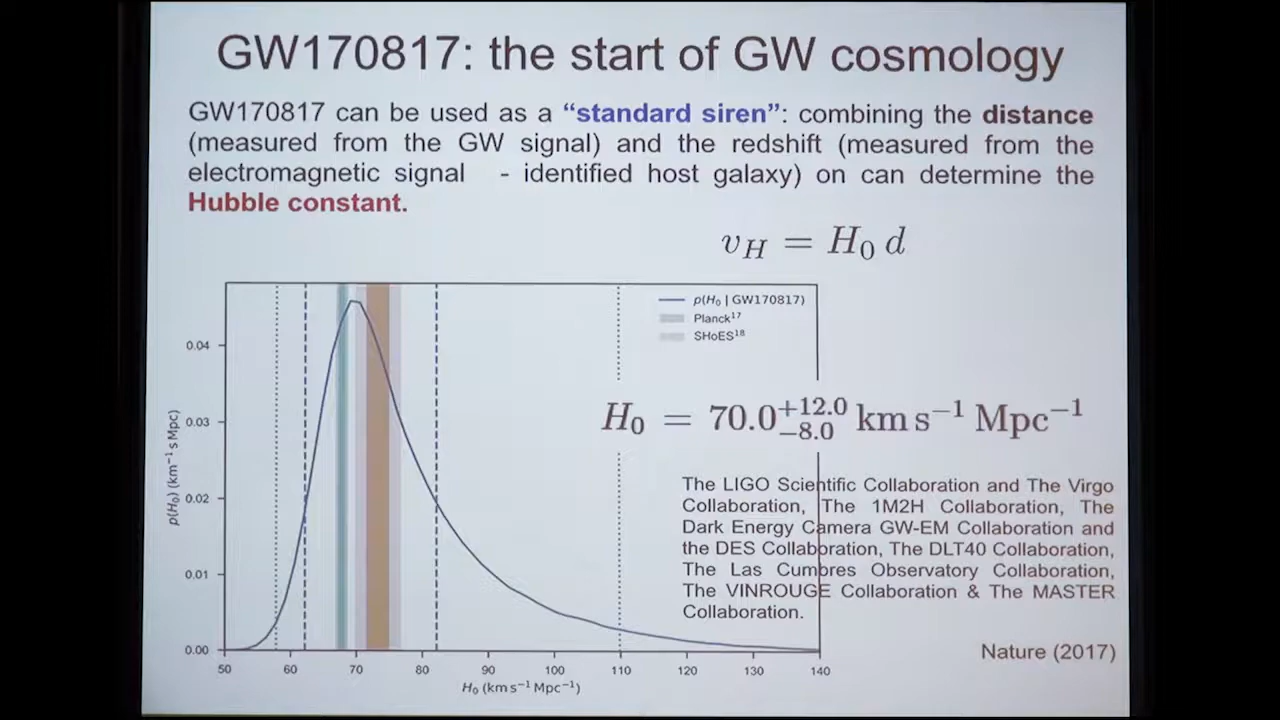 GW170817: the start of GW cosmology
GW170817 can be used as a “standard siren”: combining the distance
(measured from the GW signal) and the redshift (measured from the
electromagnetic signal - identified host galaxy) on can determine the
Hubble constant.
v_H = H₀ d
p(H₀ | GW170817)
Planck¹⁷
SHoES¹⁸
0.04
0.03
0.02
0.01
0.00
p(H₀) (km⁻¹ s Mpc)
50 60 70 80 90 100 110 120 130 140
H₀ (km s⁻¹ Mpc⁻¹)
H₀ = 70.0 +12.0 −8.0 km s⁻¹ Mpc⁻¹
The LIGO Scientific Collaboration and The Virgo
Collaboration, The 1M2H Collaboration, The
Dark Energy Camera GW-EM Collaboration and
the DES Collaboration, The DLT40 Collaboration,
The Las Cumbres Observatory Collaboration,
The VINROUGE Collaboration & The MASTER
Collaboration.
Nature (2017)